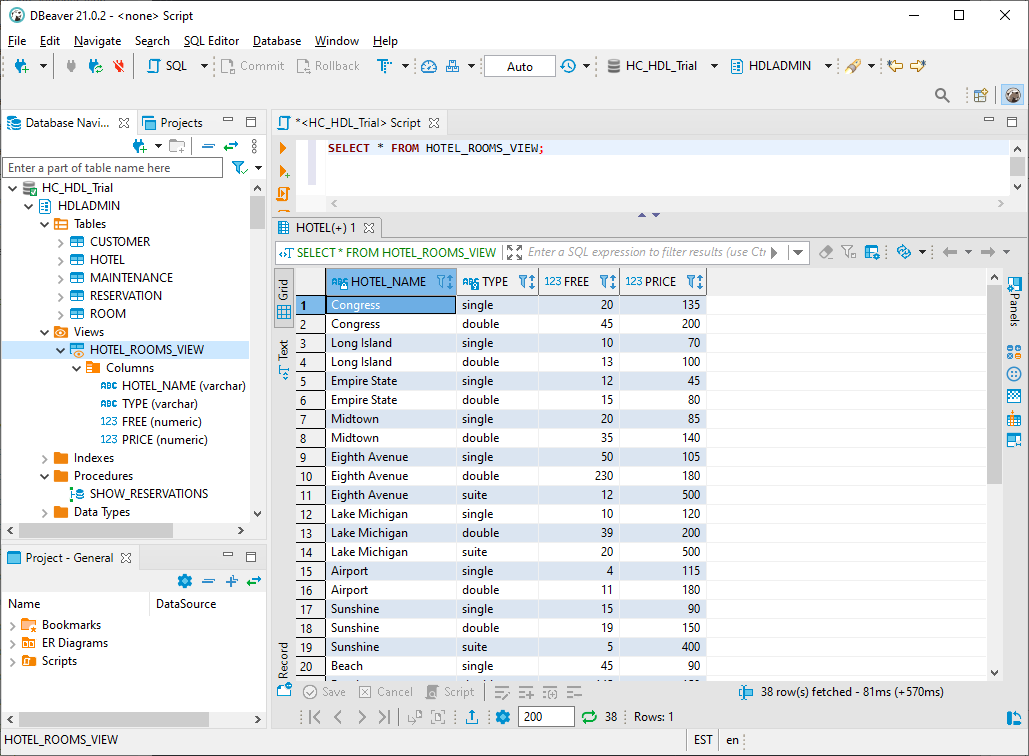 DBeaver 21.0.2 - <none> Script
File Edit Navigate Search SQL Editor Database Window Help
SQL Commit Rollback Auto HC_HDL_Trial HDLADMIN
Database Navi... Projects
Enter a part of table name here
HC_HDL_Trial
HDLADMIN
Tables
CUSTOMER
HOTEL
MAINTENANCE
RESERVATION
ROOM
Views
HOTEL_ROOMS_VIEW
Columns
ABC HOTEL_NAME (varchar)
ABC TYPE (varchar)
123 FREE (numeric)
123 PRICE (numeric)
Indexes
Procedures
SHOW_RESERVATIONS
Data Types
Project - General
Name DataSource
Bookmarks
ER Diagrams
Scripts
*<HC_HDL_Trial> Script
SELECT * FROM HOTEL_ROOMS_VIEW;
HOTEL(+) 1
SELECT * FROM HOTEL_ROOMS_VIEW Enter a SQL expression to filter results (use Ctr
Grid
Text
Record
ABC HOTEL_NAME ABC TYPE 123 FREE 123 PRICE
1 Congress single 20 135
2 Congress double 45 200
3 Long Island single 10 70
4 Long Island double 13 100
5 Empire State single 12 45
6 Empire State double 15 80
7 Midtown single 20 85
8 Midtown double 35 140
9 Eighth Avenue single 50 105
10 Eighth Avenue double 230 180
11 Eighth Avenue suite 12 500
12 Lake Michigan single 10 120
13 Lake Michigan double 39 200
14 Lake Michigan suite 20 500
15 Airport single 4 115
16 Airport double 11 180
17 Sunshine single 15 90
18 Sunshine double 19 150
19 Sunshine suite 5 400
20 Beach single 45 90
Panels
Save Cancel Script 38 row(s) fetched - 81ms (+570ms)
200 38 Rows: 1
HOTEL_ROOMS_VIEW EST en